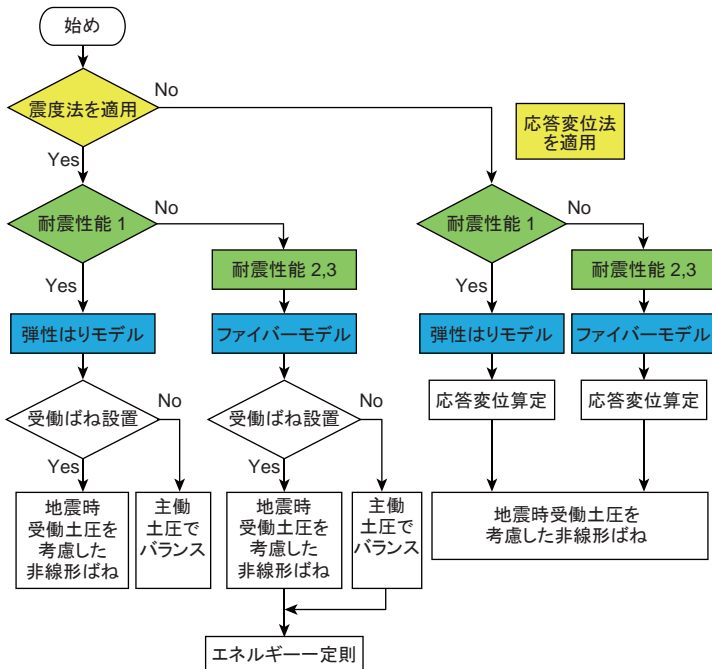 始め
震度法を適用
No
Yes
応答変位法
を適用
耐震性能 1
No
Yes
耐震性能 2,3
耐震性能 1
No
Yes
耐震性能 2,3
弾性はりモデル
ファイバーモデル
弾性はりモデル
ファイバーモデル
受働ばね設置
No
Yes
受働ばね設置
No
Yes
応答変位算定
応答変位算定
地震時
受働土圧を
考慮した
非線形ばね
主働
土圧で
バランス
地震時
受働土圧を
考慮した
非線形ばね
主働
土圧で
バランス
地震時受働土圧を
考慮した非線形ばね
エネルギー一定則